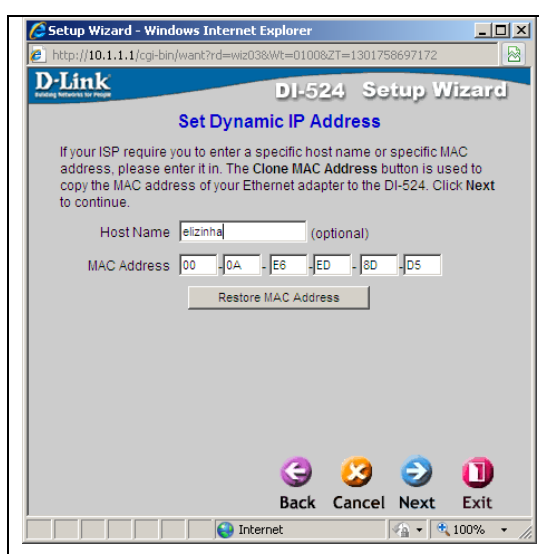 Setup Wizard - Windows Internet Explorer
http://10.1.1.1/cgi-bin/want?rd=wiz03&Wt=0100&ZT=1301758697172
D-Link
Building Networks for People
DI-524 Setup Wizard
Set Dynamic IP Address
If your ISP require you to enter a specific host name or specific MAC
address, please enter it in. The Clone MAC Address button is used to
copy the MAC address of your Ethernet adapter to the DI-524. Click Next
to continue.
Host Name elizinha (optional)
MAC Address 00 - 0A - E6 - ED - 8D - D5
Restore MAC Address
Back Cancel Next Exit
Internet 100%